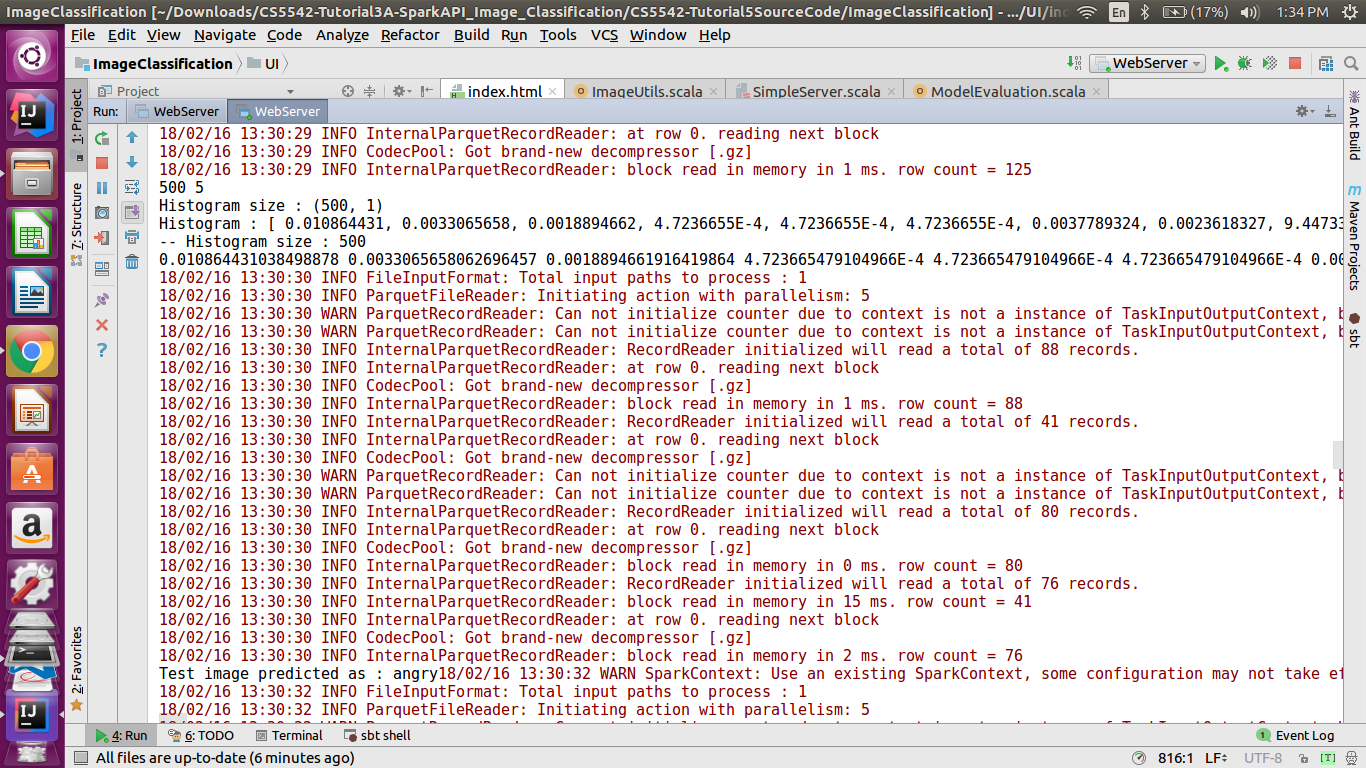 ImageClassification [~/Downloads/CS5542-Tutorial3A-SparkAPI_Image_Classification/CS5542-Tutorial5SourceCode/ImageClassification] - .../UI/in
En (17%) 1:34 PM
File Edit View Navigate Code Analyze Refactor Build Run Tools VCS Window Help
ImageClassification UI WebServer
Project index.html ImageUtils.scala SimpleServer.scala ModelEvaluation.scala
Run: WebServer WebServer
1: Project
7: Structure
2: Favorites
Ant Build
Maven Projects
sbt
18/02/16 13:30:29 INFO InternalParquetRecordReader: at row 0. reading next block
18/02/16 13:30:29 INFO CodecPool: Got brand-new decompressor [.gz]
18/02/16 13:30:29 INFO InternalParquetRecordReader: block read in memory in 1 ms. row count = 125
500 5
Histogram size : (500, 1)
Histogram : [ 0.010864431, 0.0033065658, 0.0018894662, 4.7236655E-4, 4.7236655E-4, 4.7236655E-4, 0.0037789324, 0.0023618327, 9.44733
-- Histogram size : 500
0.010864431038498878 0.0033065658062696457 0.0018894661916419864 4.723665479104966E-4 4.723665479104966E-4 4.723665479104966E-4 0.00
18/02/16 13:30:30 INFO FileInputFormat: Total input paths to process : 1
18/02/16 13:30:30 INFO ParquetFileReader: Initiating action with parallelism: 5
18/02/16 13:30:30 WARN ParquetRecordReader: Can not initialize counter due to context is not a instance of TaskInputOutputContext, b
18/02/16 13:30:30 WARN ParquetRecordReader: Can not initialize counter due to context is not a instance of TaskInputOutputContext, b
18/02/16 13:30:30 INFO InternalParquetRecordReader: RecordReader initialized will read a total of 88 records.
18/02/16 13:30:30 INFO InternalParquetRecordReader: at row 0. reading next block
18/02/16 13:30:30 INFO CodecPool: Got brand-new decompressor [.gz]
18/02/16 13:30:30 INFO InternalParquetRecordReader: block read in memory in 1 ms. row count = 88
18/02/16 13:30:30 INFO InternalParquetRecordReader: RecordReader initialized will read a total of 41 records.
18/02/16 13:30:30 INFO InternalParquetRecordReader: at row 0. reading next block
18/02/16 13:30:30 INFO CodecPool: Got brand-new decompressor [.gz]
18/02/16 13:30:30 WARN ParquetRecordReader: Can not initialize counter due to context is not a instance of TaskInputOutputContext, b
18/02/16 13:30:30 WARN ParquetRecordReader: Can not initialize counter due to context is not a instance of TaskInputOutputContext, b
18/02/16 13:30:30 INFO InternalParquetRecordReader: RecordReader initialized will read a total of 80 records.
18/02/16 13:30:30 INFO InternalParquetRecordReader: at row 0. reading next block
18/02/16 13:30:30 INFO CodecPool: Got brand-new decompressor [.gz]
18/02/16 13:30:30 INFO InternalParquetRecordReader: block read in memory in 0 ms. row count = 80
18/02/16 13:30:30 INFO InternalParquetRecordReader: RecordReader initialized will read a total of 76 records.
18/02/16 13:30:30 INFO InternalParquetRecordReader: block read in memory in 15 ms. row count = 41
18/02/16 13:30:30 INFO InternalParquetRecordReader: at row 0. reading next block
18/02/16 13:30:30 INFO CodecPool: Got brand-new decompressor [.gz]
18/02/16 13:30:30 INFO InternalParquetRecordReader: block read in memory in 2 ms. row count = 76
Test image predicted as : angry18/02/16 13:30:32 WARN SparkContext: Use an existing SparkContext, some configuration may not take ef
18/02/16 13:30:32 INFO FileInputFormat: Total input paths to process : 1
18/02/16 13:30:32 INFO ParquetFileReader: Initiating action with parallelism: 5
4: Run 6: TODO Terminal sbt shell 1 Event Log
All files are up-to-date (6 minutes ago) 816:1 LF UTF-8 [T]